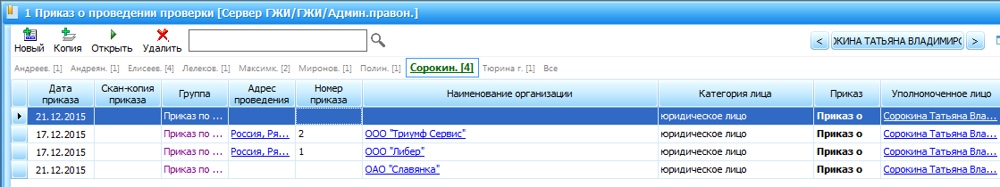 1 Приказ о проведении проверки [Сервер ГЖИ/ГЖИ/Админ.правон.]
Новый Копия Открыть Удалить < ЖИНА ТАТЬЯНА ВЛАДИМИРО >
Андреев. [1] Андреян. [1] Елисеев. [4] Лелеков. [1] Максимк. [2] Миронов. [1] Полин. [1] Сорокин. [4] Тюрина г. [1] Все
Дата приказа Скан-копия приказа Группа Адрес проведения Номер приказа Наименование организации Категория лица Приказ Уполномоченное лицо
21.12.2015 Приказ по ... юридическое лицо Приказ о Сорокина Татьяна Вла...
17.12.2015 Приказ по ... Россия, Ря... 2 ООО "Триумф Сервис" юридическое лицо Приказ о Сорокина Татьяна Вла...
17.12.2015 Приказ по ... Россия, Ря... 1 ООО "Либер" юридическое лицо Приказ о Сорокина Татьяна Вла...
21.12.2015 Приказ по ... ОАО "Славянка" юридическое лицо Приказ о Сорокина Татьяна Вла...